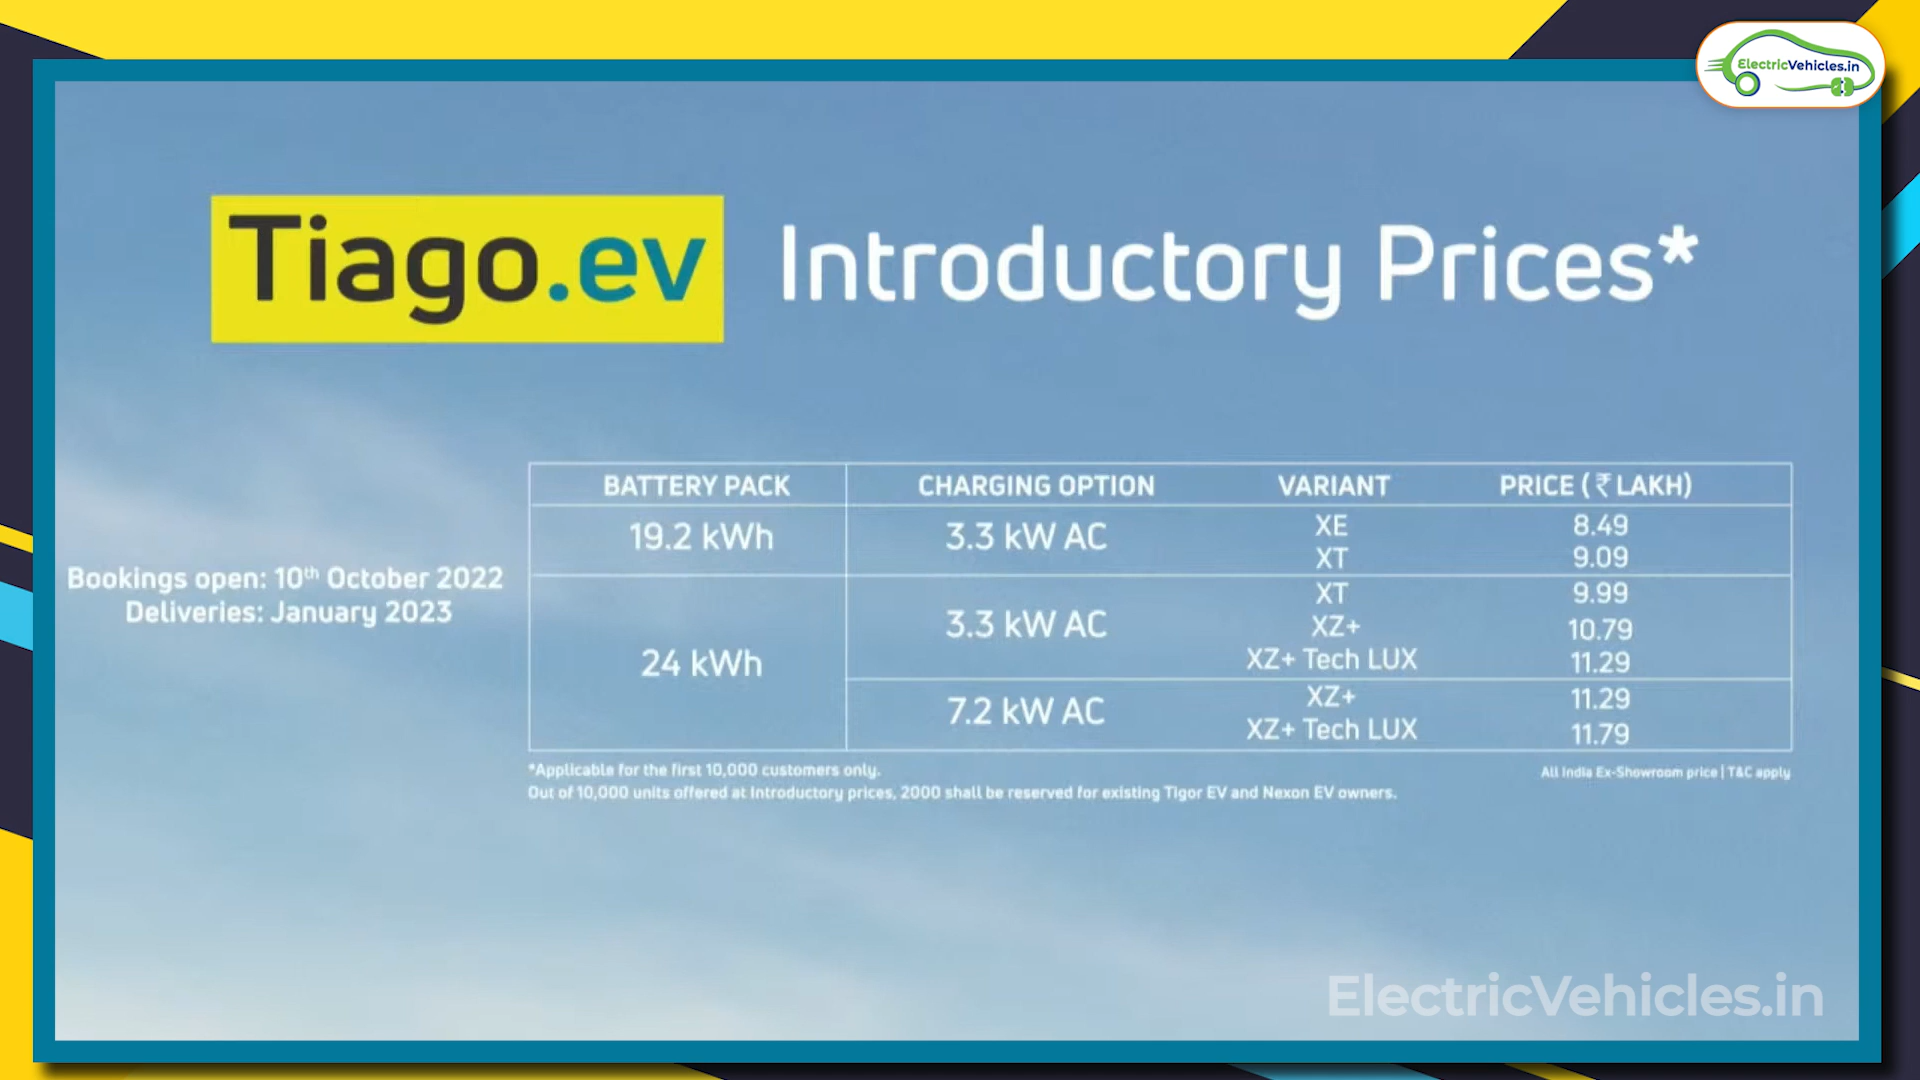 ElectricVehicles.in
Tiago.ev Introductory Prices*
Bookings open: 10th October 2022
Deliveries: January 2023
BATTERY PACK CHARGING OPTION VARIANT PRICE (₹ LAKH)
19.2 kWh 3.3 kW AC XE 8.49
XT 9.09
24 kWh 3.3 kW AC XT 9.99
XZ+ 10.79
XZ+ Tech LUX 11.29
7.2 kW AC XZ+ 11.29
XZ+ Tech LUX 11.79
*Applicable for the first 10,000 customers only.
Out of 10,000 units offered at Introductory prices, 2000 shall be reserved for existing Tigor EV and Nexon EV owners.
All India Ex-Showroom price | T&C apply
ElectricVehicles.in